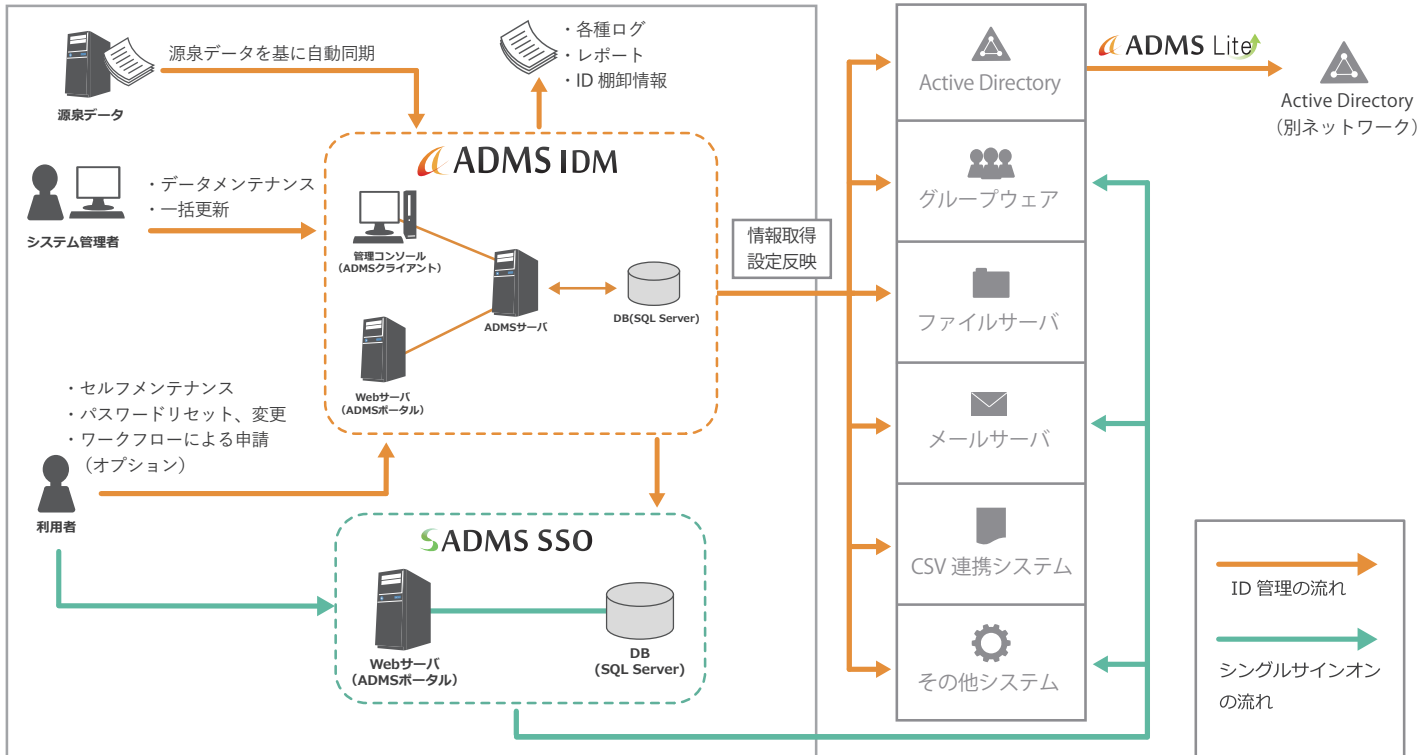 源泉データを基に自動同期
源泉データ
・各種ログ
・レポート
・ID 棚卸情報
ADMS IDM
・データメンテナンス
・一括更新
システム管理者
管理コンソール
(ADMSクライアント)
ADMSサーバ
DB(SQL Server)
Webサーバ
(ADMSポータル)
・セルフメンテナンス
・パスワードリセット、変更
・ワークフローによる申請
（オプション）
利用者
SADMS SSO
Webサーバ
(ADMSポータル)
DB
(SQL Server)
情報取得
設定反映
Active Directory
グループウェア
ファイルサーバ
メールサーバ
CSV 連携システム
その他システム
ADMS Lite
Active Directory
（別ネットワーク）
ID 管理の流れ
シングルサインオン
の流れ